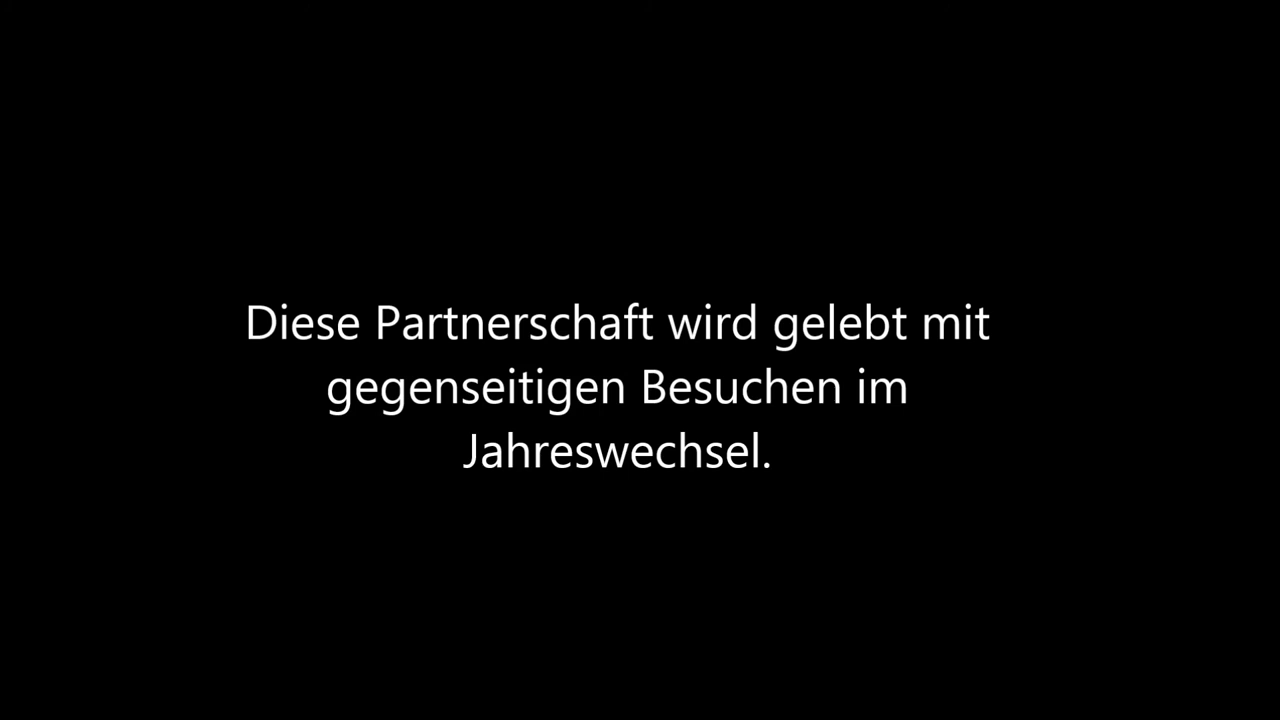 Diese Partnerschaft wird gelebt mit
gegenseitigen Besuchen im
Jahreswechsel.